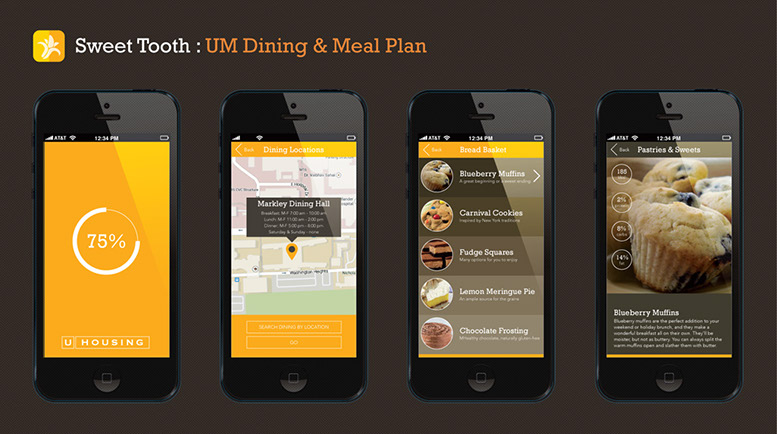 Sweet Tooth : UM Dining & Meal Plan
AT&T 12:34 PM
75%
U HOUSING
AT&T 12:34 PM
Back Dining Locations
Markley Dining Hall
Breakfast: M-F 7:00 am - 10:00 am
Lunch: M-F 11:00 am - 2:00 pm
Dinner: M-F 5:00 pm - 8:00 pm
Saturday & Sunday - none
Washington Heights
SEARCH DINING BY LOCATION
GO
AT&T 12:34 PM
Back Bread Basket
Blueberry Muffins
A great beginning or a sweet ending
Carnival Cookies
Inspired by New York traditions
Fudge Squares
Many options for you to enjoy
Lemon Meringue Pie
An ample source for the grains
Chocolate Frosting
MHealthy chocolate, naturally gluten-free
AT&T 12:34 PM
Back Pastries & Sweets
185
2%
8%
14%
fat
Blueberry Muffins
Blueberry muffins are the perfect addition to your
weekend or holiday brunch, and they make a
wonderful breakfast all on their own. They'll be
moister, but not as buttery. You can always split the
warm muffins open and slather them with butter